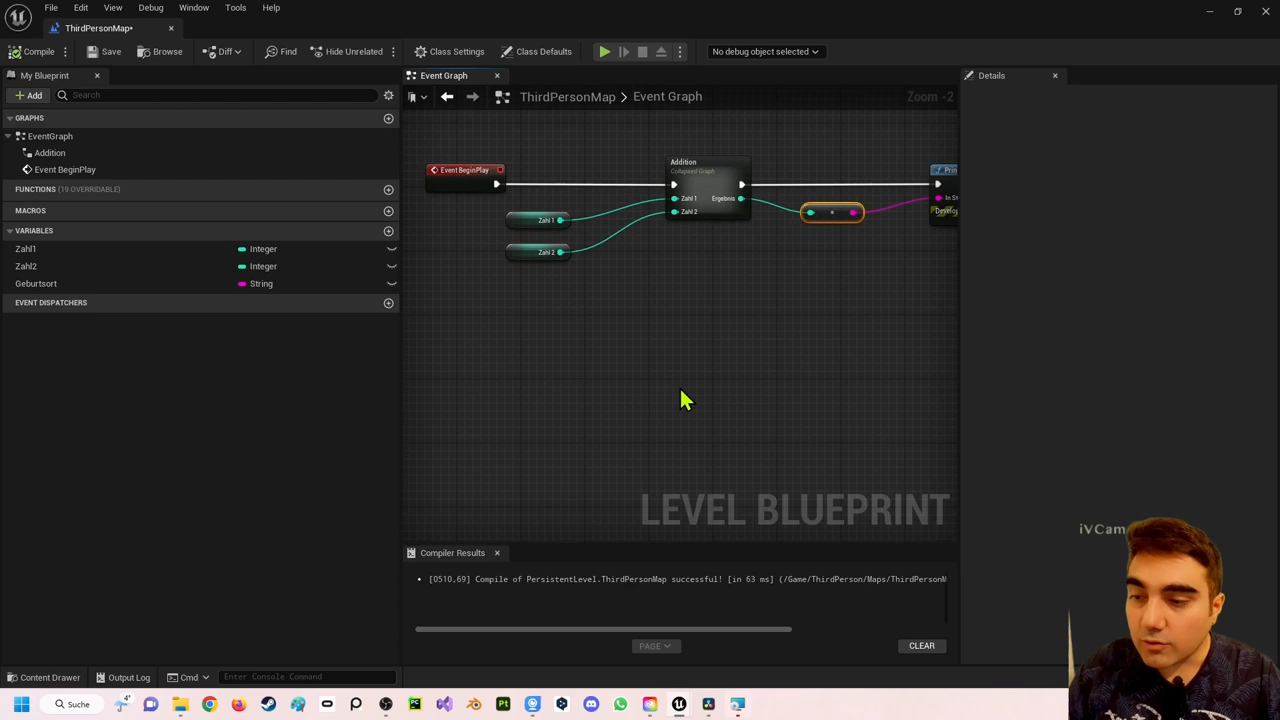 File Edit View Debug Window Tools Help
ThirdPersonMap•
Compile Save Browse Diff Find Hide Unrelated Class Settings Class Defaults No debug object selected
My Blueprint Event Graph Details
Add Search
ThirdPersonMap > Event Graph Zoom -2
GRAPHS
EventGraph
Addition
Event BeginPlay
FUNCTIONS (19 OVERRIDABLE)
MACROS
VARIABLES
Zahl1 Integer
Zahl2 Integer
Geburtsort String
EVENT DISPATCHERS
Event BeginPlay
Zahl 1
Zahl 2
Addition
Collapsed Graph
Zahl 1 Ergebnis
Zahl 2
Prin
In St
Develop
LEVEL BLUEPRINT
Compiler Results
• [0510,69] Compile of PersistentLevel.ThirdPersonMap successful! [in 63 ms] (/Game/ThirdPerson/Maps/ThirdPersonM
PAGE CLEAR
iVCam
Content Drawer Output Log Cmd Enter Console Command
Suche
4°